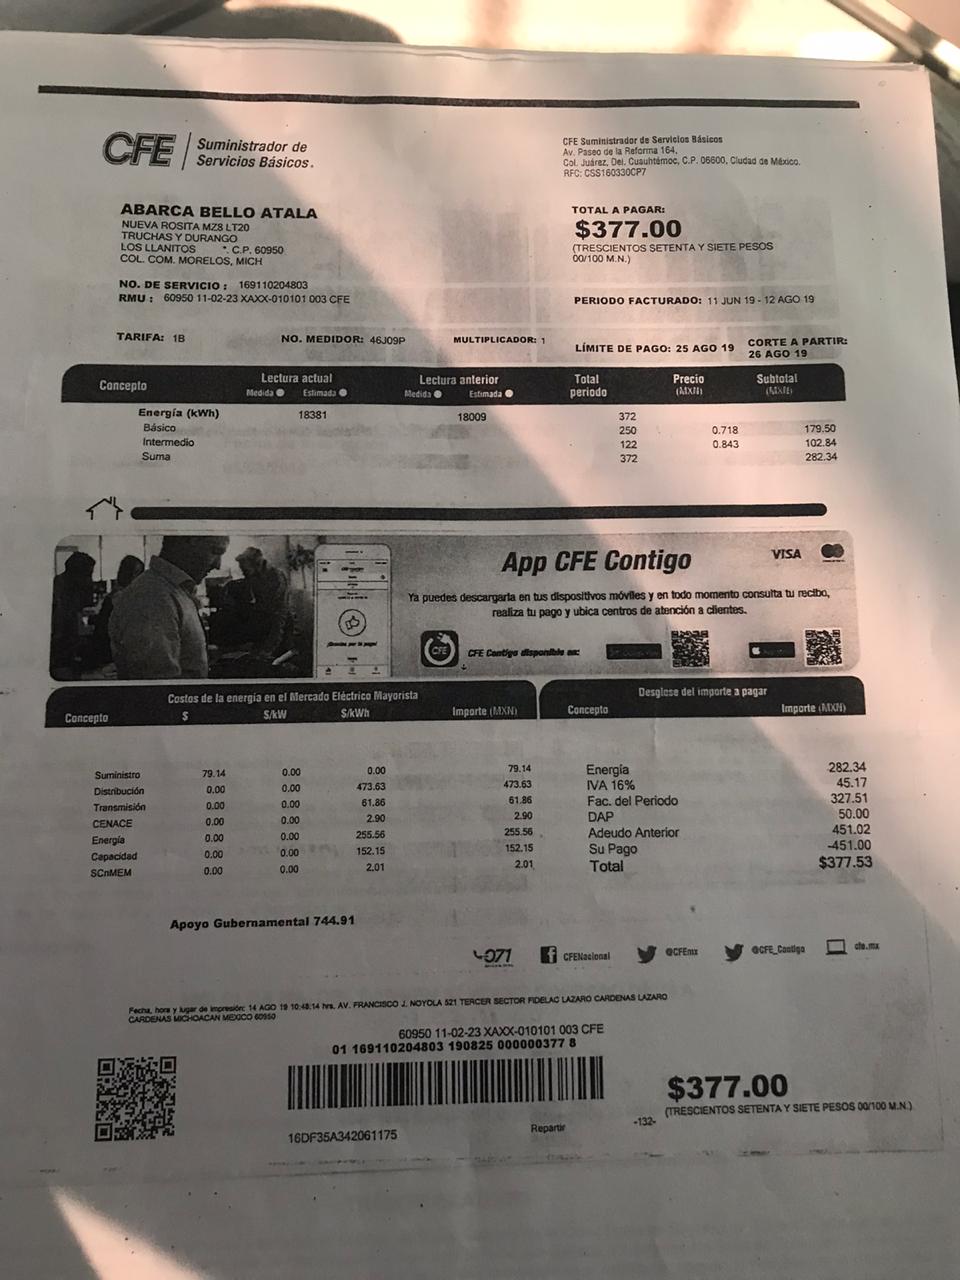 CFE Suministrador de
Servicios Básicos.
CFE Suministrador de Servicios Básicos
Av. Paseo de la Reforma 164,
Col. Juárez, Del. Cuauhtémoc, C.P. 06600, Ciudad de México.
RFC: CSS160330CP7
ABARCA BELLO ATALA
NUEVA ROSITA MZ8 LT20
TRUCHAS Y DURANGO
LOS LLANITOS *. C.P. 60950
COL. COM. MORELOS, MICH
TOTAL A PAGAR:
$377.00
(TRESCIENTOS SETENTA Y SIETE PESOS
00/100 M.N.)
NO. DE SERVICIO : 169110204803
RMU : 60950 11-02-23 XAXX-010101 003 CFE
PERIODO FACTURADO: 11 JUN 19 - 12 AGO 19
TARIFA: 1B NO. MEDIDOR: 46J09P MULTIPLICADOR: 1
LÍMITE DE PAGO: 25 AGO 19 CORTE A PARTIR:
26 AGO 19
Concepto Lectura actual Lectura anterior Total periodo Precio (MXN) Subtotal (MXN)
Medida Estimada Medida Estimada
Energía (kWh) 18381 18009 372
Básico 250 0.718 179.50
Intermedio 122 0.843 102.84
Suma 372 282.34
App CFE Contigo VISA
Ya puedes descargarla en tus dispositivos móviles y en todo momento consulta tu recibo,
realiza tu pago y ubica centros de atención a clientes.
CFE CFE Contigo disponible en:
Costos de la energía en el Mercado Eléctrico Mayorista
Concepto $ $/kW $/kWh Importe (MXN)
Suministro 79.14 0.00 0.00 79.14
Distribución 0.00 0.00 473.63 473.63
Transmisión 0.00 0.00 61.86 61.86
CENACE 0.00 0.00 2.90 2.90
Energía 0.00 0.00 255.56 255.56
Capacidad 0.00 0.00 152.15 152.15
SCnMEM 0.00 0.00 2.01 2.01
Desglose del importe a pagar
Concepto Importe (MXN)
Energía 282.34
IVA 16% 45.17
Fac. del Periodo 327.51
DAP 50.00
Adeudo Anterior 451.02
Su Pago -451.00
Total $377.53
Apoyo Gubernamental 744.91
071 CFENacional @CFEmx @CFE_Contigo cfe.mx
Fecha, hora y lugar de impresión: 14 AGO 19 10:48:14 hrs. AV. FRANCISCO J. NOYOLA 521 TERCER SECTOR FIDELAC LAZARO CARDENAS LAZARO
CARDENAS MICHOACAN MEXICO 60950
60950 11-02-23 XAXX-010101 003 CFE
01 169110204803 190825 000000377 8
16DF35A342061175
Repartir
-132-
$377.00
(TRESCIENTOS SETENTA Y SIETE PESOS 00/100 M.N.)